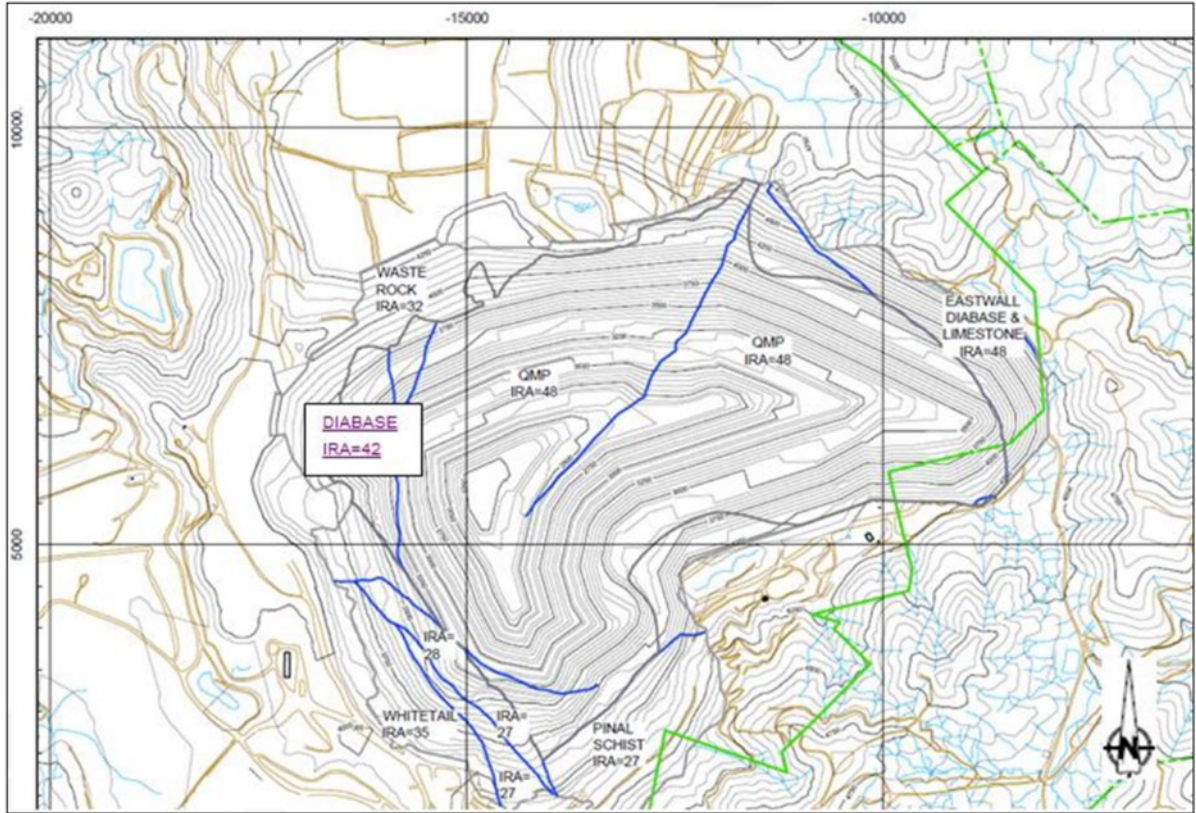 -20000
-15000
-10000
10000
5000
WASTE
ROCK
IRA=32
EASTWALL
DIABASE &
LIMESTONE
IRA=48
QMP
IRA=48
QMP
IRA=48
DIABASE
IRA=42
IRA=
28
WHITETAIL
IRA=35
IRA=
27
PINAL
SCHIST
IRA=27
IRA=
27
N